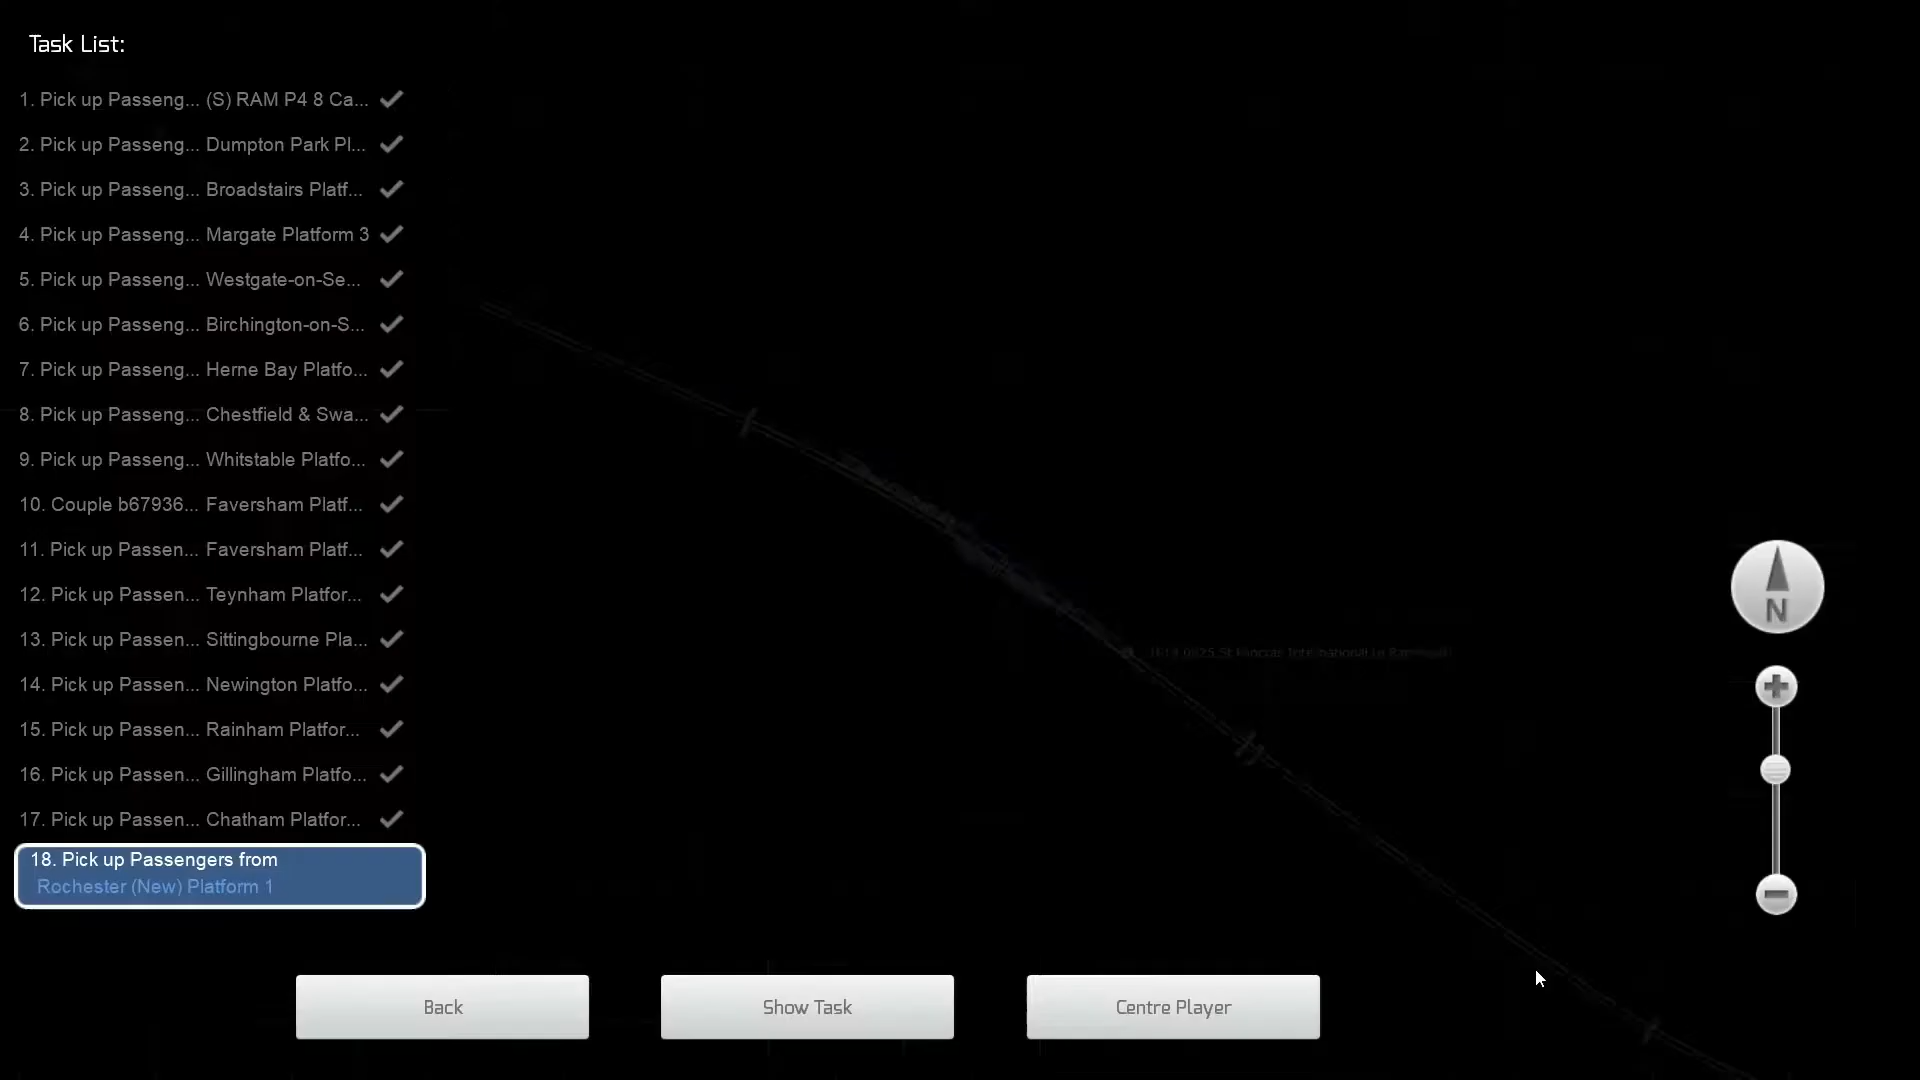 Task List:
1. Pick up Passeng... (S) RAM P4 8 Ca...
2. Pick up Passeng... Dumpton Park Pl...
3. Pick up Passeng... Broadstairs Platf...
4. Pick up Passeng... Margate Platform 3
5. Pick up Passeng... Westgate-on-Se...
6. Pick up Passeng... Birchington-on-S...
7. Pick up Passeng... Herne Bay Platfo...
8. Pick up Passeng... Chestfield & Swa...
9. Pick up Passeng... Whitstable Platfo...
10. Couple b67936... Faversham Platf...
11. Pick up Passen... Faversham Platf...
12. Pick up Passen... Teynham Platfor...
13. Pick up Passen... Sittingbourne Pla...
14. Pick up Passen... Newington Platfo...
15. Pick up Passen... Rainham Platfor...
16. Pick up Passen... Gillingham Platfo...
17. Pick up Passen... Chatham Platfor...
18. Pick up Passengers from
Rochester (New) Platform 1
St Pancras International to
N
Back
Show Task
Centre Player